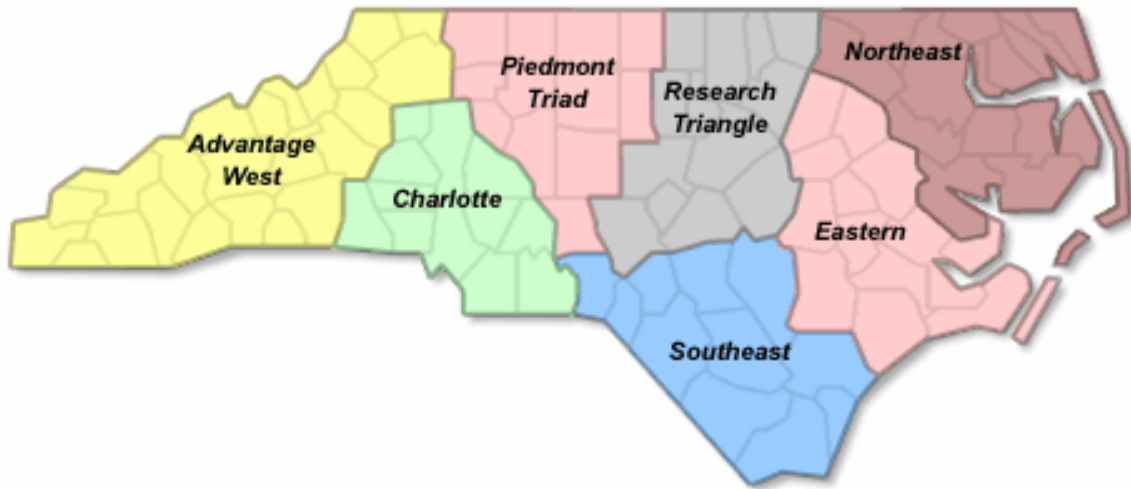 Northeast
Piedmont
Triad
Research
Triangle
Advantage
West
Charlotte
Eastern
Southeast